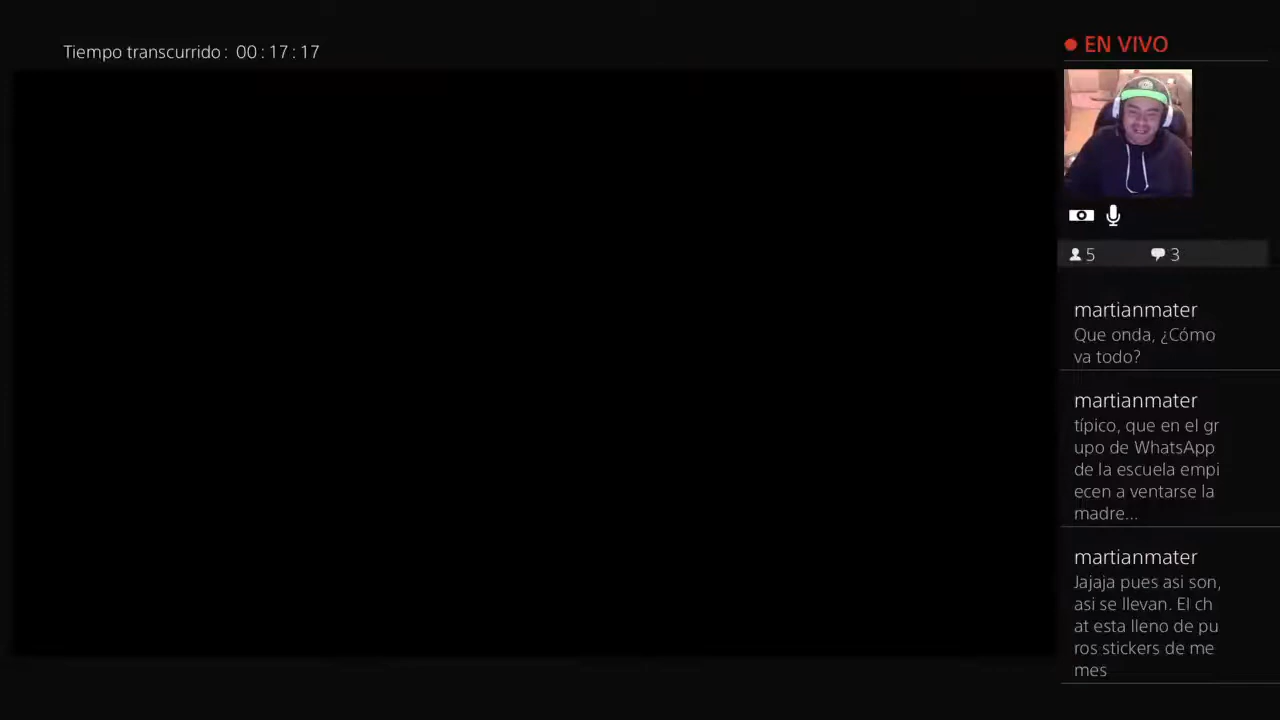 Tiempo transcurrido: 00:17:17
EN VIVO
5 3
martianmater
Que onda, ¿Cómo
va todo?
martianmater
típico, que en el gr
upo de WhatsApp
de la escuela empi
ecen a ventarse la
madre...
martianmater
Jajaja pues asi son,
asi se llevan. El ch
at esta lleno de pu
ros stickers de me
mes